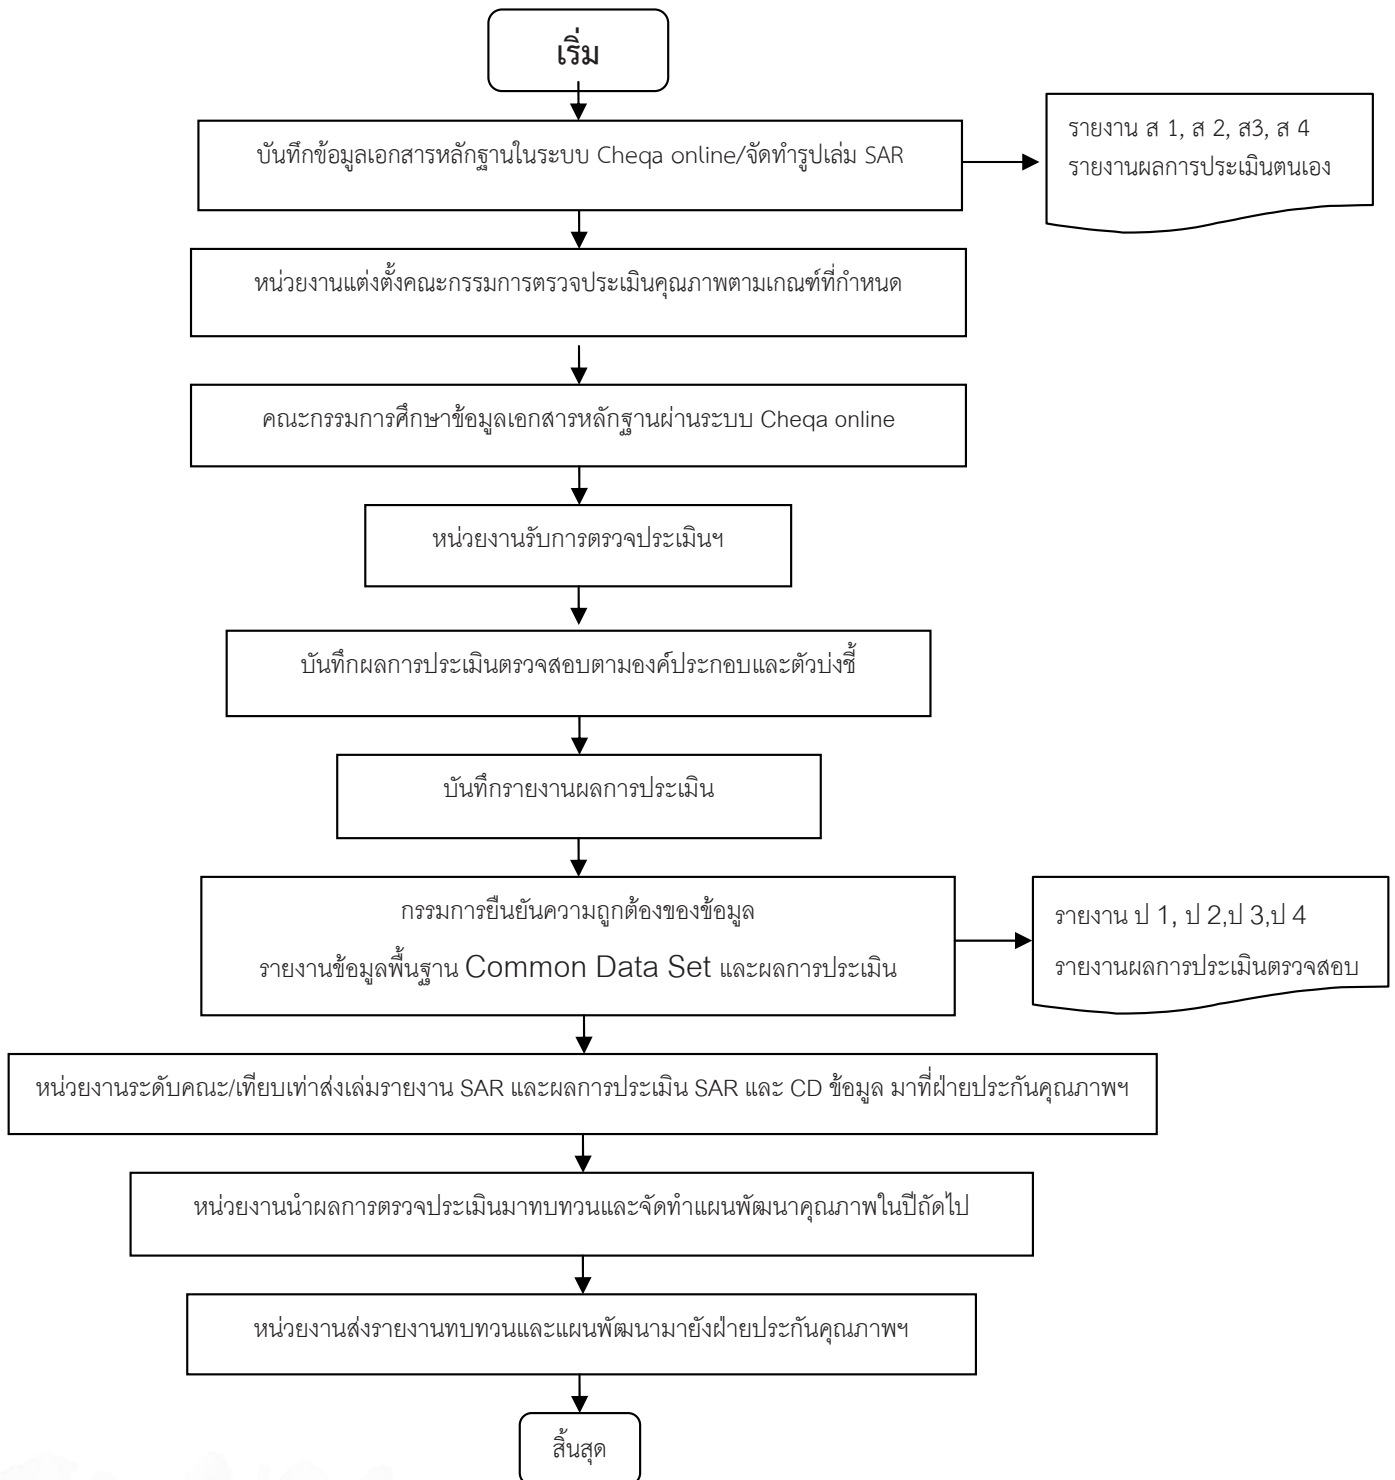 เริ่ม
บันทึกข้อมูลเอกสารหลักฐานในระบบ Cheqa online/จัดทำรูปเล่ม SAR
รายงาน ส 1, ส 2, ส3, ส 4
รายงานผลการประเมินตนเอง
หน่วยงานแต่งตั้งคณะกรรมการตรวจประเมินคุณภาพตามเกณฑ์ที่กำหนด
คณะกรรมการศึกษาข้อมูลเอกสารหลักฐานผ่านระบบ Cheqa online
หน่วยงานรับการตรวจประเมินฯ
บันทึกผลการประเมินตรวจสอบตามองค์ประกอบและตัวบ่งชี้
บันทึกรายงานผลการประเมิน
กรรมการยืนยันความถูกต้องของข้อมูล
รายงานข้อมูลพื้นฐาน Common Data Set และผลการประเมิน
รายงาน ป 1, ป 2,ป 3,ป 4
รายงานผลการประเมินตรวจสอบ
หน่วยงานระดับคณะ/เทียบเท่าส่งเล่มรายงาน SAR และผลการประเมิน SAR และ CD ข้อมูล มาที่ฝ่ายประกันคุณภาพฯ
หน่วยงานนำผลการตรวจประเมินมาทบทวนและจัดทำแผนพัฒนาคุณภาพในปีถัดไป
หน่วยงานส่งรายงานทบทวนและแผนพัฒนามายังฝ่ายประกันคุณภาพฯ
สิ้นสุด